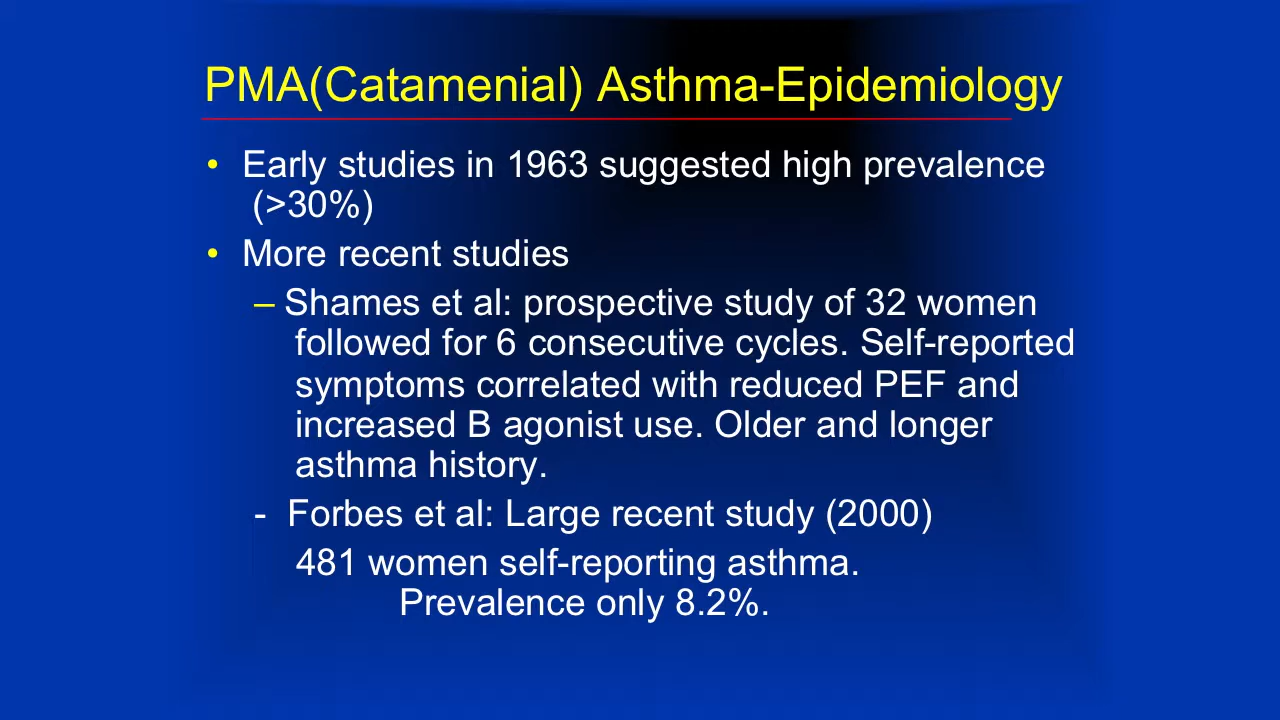 PMA(Catamenial) Asthma-Epidemiology
• Early studies in 1963 suggested high prevalence
(>30%)
• More recent studies
– Shames et al: prospective study of 32 women
followed for 6 consecutive cycles. Self-reported
symptoms correlated with reduced PEF and
increased B agonist use. Older and longer
asthma history.
- Forbes et al: Large recent study (2000)
481 women self-reporting asthma.
Prevalence only 8.2%.